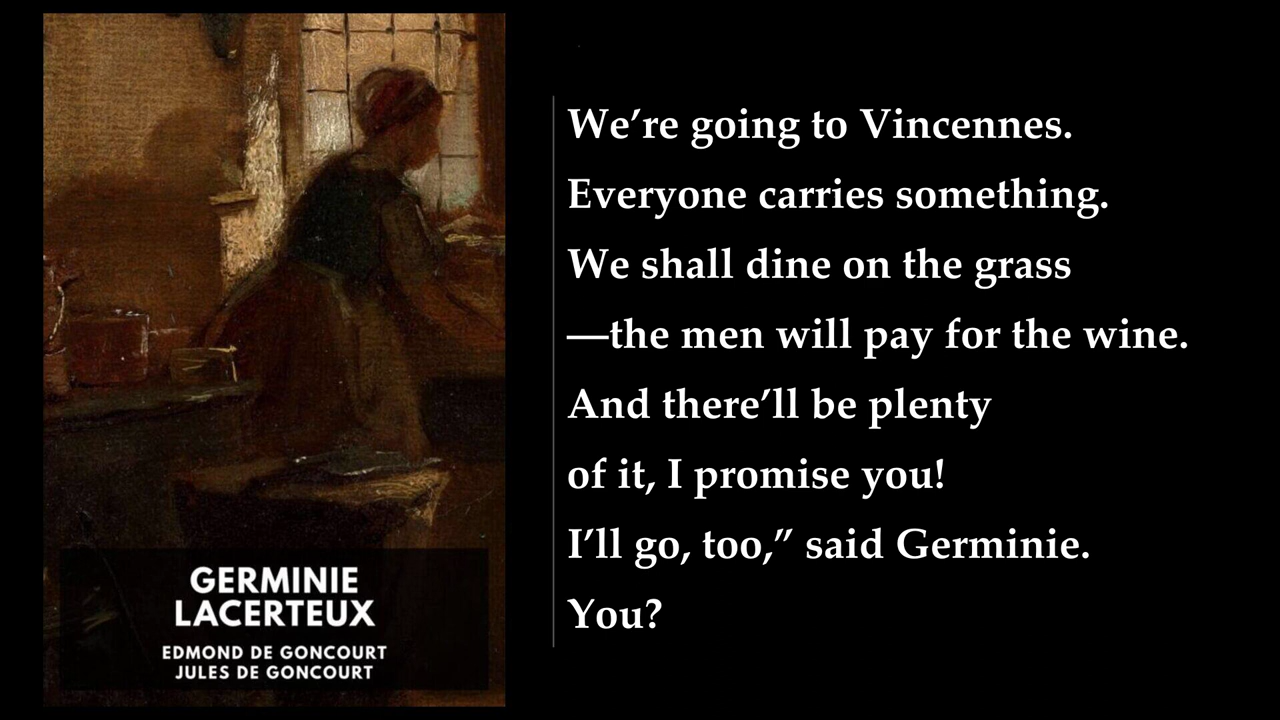 GERMINIE
LACERTEUX
EDMOND DE GONCOURT
JULES DE GONCOURT
We’re going to Vincennes.
Everyone carries something.
We shall dine on the grass
—the men will pay for the wine.
And there’ll be plenty
of it, I promise you!
I’ll go, too,” said Germinie.
You?